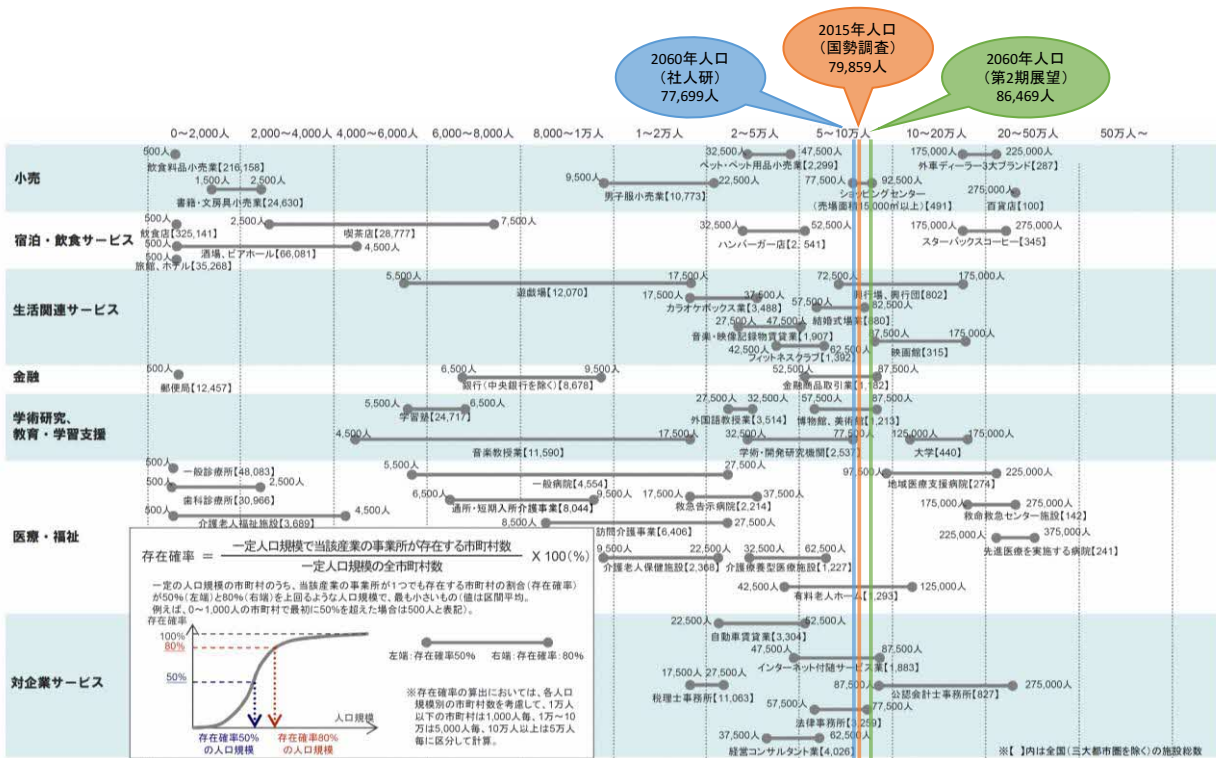 2015年人口
（国勢調査）
79,859人
2060年人口
（社人研）
77,699人
2060年人口
（第2期展望）
86,469人
0～2,000人
2,000～4,000人
4,000～6,000人
6,000～8,000人
8,000～1万人
1～2万人
2～5万人
5～10万人
10～20万人
20～50万人
50万人～
小売
500人
飲食料品小売業【216,158】
1,500人 2,500人
書籍・文房具小売業【24,630】
9,500人 22,500人
男子服小売業【10,773】
32,500人 47,500人
ペット・ペット用品小売業【2,299】
77,500人 92,500人
ショッピングセンター
（売場面積15,000㎡以上）【491】
175,000人 225,000人
外車ディーラー3大ブランド【287】
275,000人
百貨店【100】
宿泊・飲食サービス
500人
飲食店【325,141】
2,500人 7,500人
喫茶店【28,777】
500人 4,500人
酒場、ビアホール【66,081】
500人
旅館、ホテル【35,268】
32,500人 52,500人
ハンバーガー店【2,541】
175,000人 275,000人
スターバックスコーヒー【345】
生活関連サービス
5,500人 17,500人
遊戯場【12,070】
17,500人 37,500人
カラオケボックス業【3,488】
27,500人 47,500人
音楽・映像記録物賃貸業【1,907】
42,500人 62,500人
フィットネスクラブ【1,392】
72,500人 175,000人
興行場、興行団【802】
57,500人 82,500人
結婚式場業【880】
87,500人 175,000人
映画館【315】
金融
500人
郵便局【12,457】
6,500人 9,500人
銀行（中央銀行を除く）【8,678】
52,500人 87,500人
金融商品取引業【1,182】
学術研究、
教育・学習支援
5,500人 6,500人
学習塾【24,717】
4,500人 17,500人
音楽教授業【11,590】
27,500人 32,500人
外国語教授業【3,514】
57,500人 87,500人
博物館、美術館【1,213】
32,500人 77,500人
学術・開発研究機関【2,537】
125,000人 175,000人
大学【440】
医療・福祉
500人
一般診療所【48,083】
500人 2,500人
歯科診療所【30,966】
500人 4,500人
介護老人福祉施設【3,689】
5,500人 27,500人
一般病院【4,554】
6,500人 9,500人
通所・短期入所介護事業【8,044】
8,500人 27,500人
訪問介護事業【6,406】
17,500人 37,500人
救急告示病院【2,214】
9,500人 22,500人
介護老人保健施設【2,368】
32,500人 62,500人
介護療養型医療施設【1,227】
42,500人 125,000人
有料老人ホーム【1,293】
97,500人 225,000人
地域医療支援病院【274】
175,000人 275,000人
救命救急センター施設【142】
225,000人 375,000人
先進医療を実施する病院【241】
対企業サービス
22,500人 52,500人
自動車賃貸業【3,304】
47,500人 87,500人
インターネット付随サービス業【1,883】
17,500人 27,500人
税理士事務所【11,063】
87,500人 275,000人
公認会計士事務所【827】
57,500人 77,500人
法律事務所【3,259】
37,500人 62,500人
経営コンサルタント業【4,026】
存在確率 ＝ 一定人口規模で当該産業の事業所が存在する市町村数
一定人口規模の全市町村数
X 100（%）
一定の人口規模の市町村のうち、当該産業の事業所が1つでも存在する市町村の割合（存在確率）
が50%（左端）と80%（右端）を上回るような人口規模で、最も小さいもの（値は区間平均。
例えば、0～1,000人の市町村で最初に50%を超えた場合は500人と表記）。
存在確率
100%
80%
50%
人口規模
存在確率50%
の人口規模
存在確率80%
の人口規模
左端：存在確率50% 右端：存在確率：80%
※存在確率の算出においては、各人口
規模別の市町村数を考慮して、1万人
以下の市町村は1,000人毎、1万～10
万は5,000人毎、10万人以上は5万人
毎に区分して計算。
※【 】内は全国（三大都市圏を除く）の施設総数